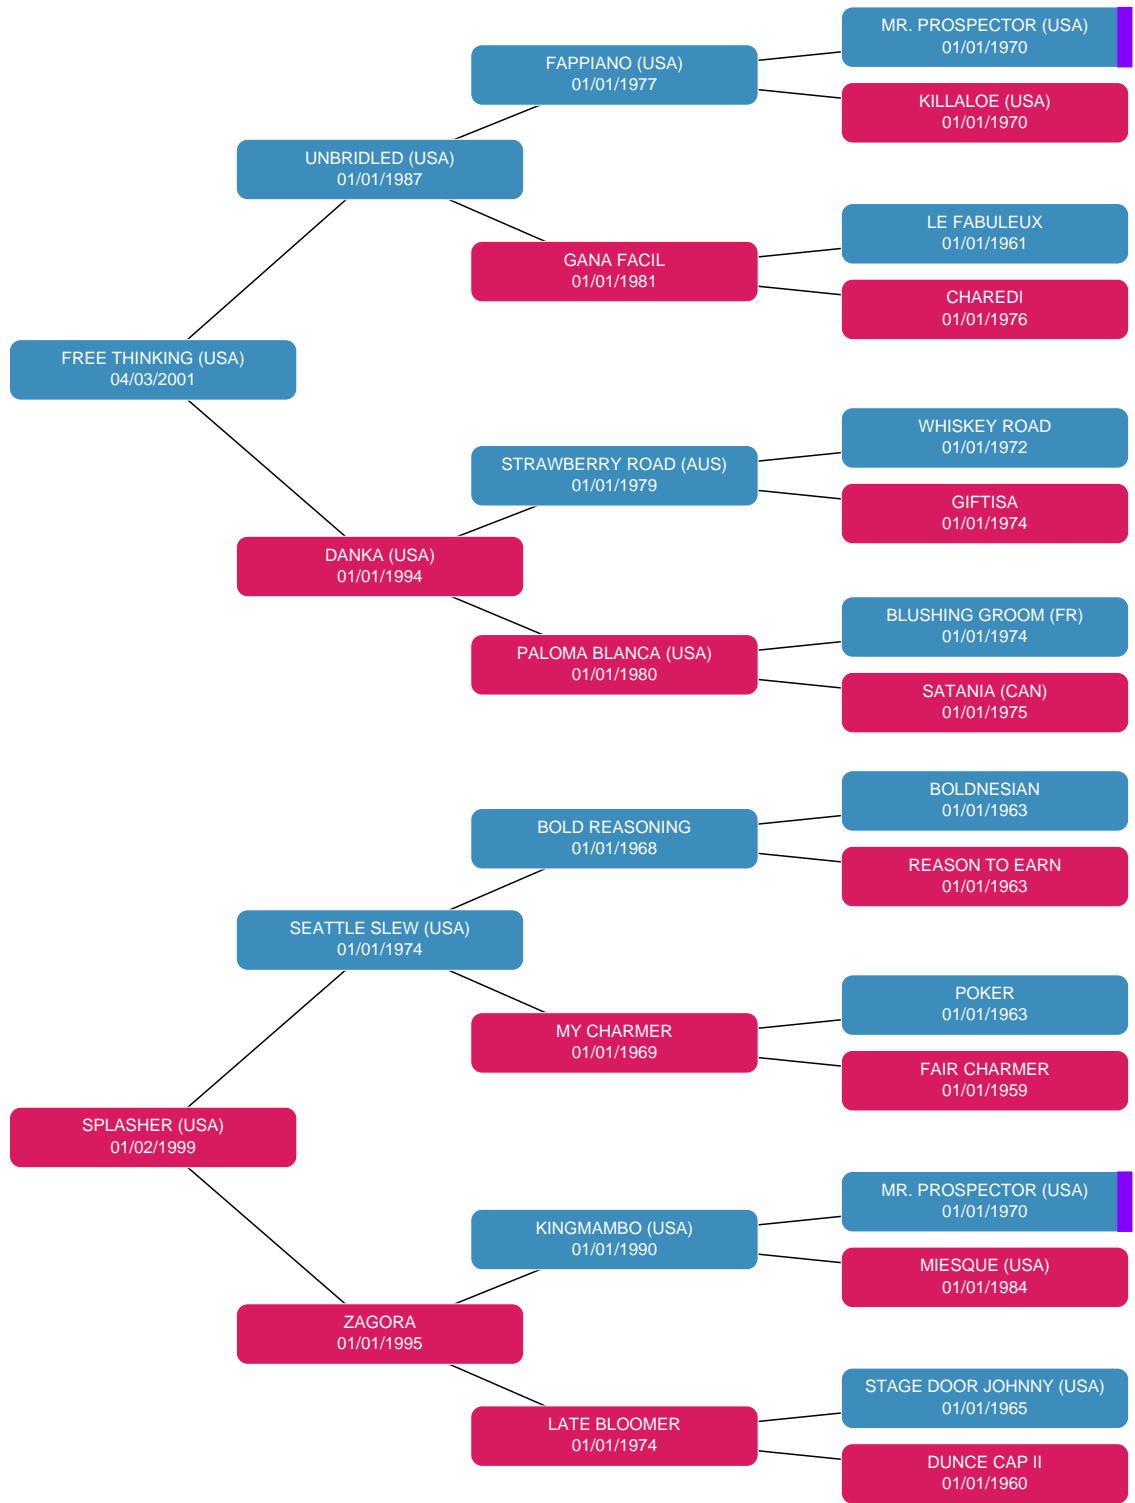 MR. PROSPECTOR (USA)
01/01/1970
FAPPIANO (USA)
01/01/1977
KILLALOE (USA)
01/01/1970
UNBRIDLED (USA)
01/01/1987
LE FABULEUX
01/01/1961
GANA FACIL
01/01/1981
CHAREDI
01/01/1976
FREE THINKING (USA)
04/03/2001
WHISKEY ROAD
01/01/1972
STRAWBERRY ROAD (AUS)
01/01/1979
GIFTISA
01/01/1974
DANKA (USA)
01/01/1994
BLUSHING GROOM (FR)
01/01/1974
PALOMA BLANCA (USA)
01/01/1980
SATANIA (CAN)
01/01/1975
BOLDNESIAN
01/01/1963
BOLD REASONING
01/01/1968
REASON TO EARN
01/01/1963
SEATTLE SLEW (USA)
01/01/1974
POKER
01/01/1963
MY CHARMER
01/01/1969
FAIR CHARMER
01/01/1959
SPLASHER (USA)
01/02/1999
MR. PROSPECTOR (USA)
01/01/1970
KINGMAMBO (USA)
01/01/1990
MIESQUE (USA)
01/01/1984
ZAGORA
01/01/1995
STAGE DOOR JOHNNY (USA)
01/01/1965
LATE BLOOMER
01/01/1974
DUNCE CAP II
01/01/1960